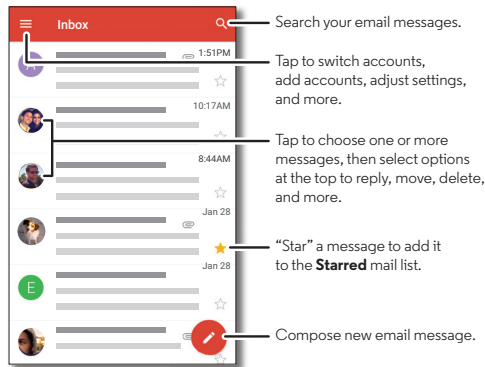 Inbox
Search your email messages.
1:51PM
Tap to switch accounts,
add accounts, adjust settings,
and more.
10:17AM
Tap to choose one or more
messages, then select options
at the top to reply, move, delete,
and more.
8:44AM
Jan 28
“Star” a message to add it
to the Starred mail list.
Jan 28
E
Compose new email message.